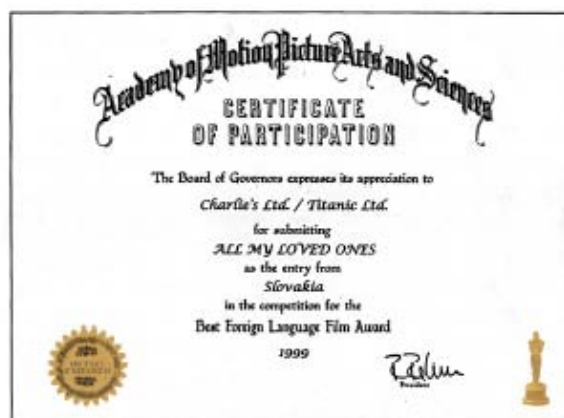 Academy of Motion Picture Arts and Sciences
CERTIFICATE
OF PARTICIPATION
The Board of Governors expresses its appreciation to
Charlie's Ltd. / Titanic Ltd.
for submitting
ALL MY LOVED ONES
as the entry from
Slovakia
in the competition for the
Best Foreign Language Film Award
1999
President